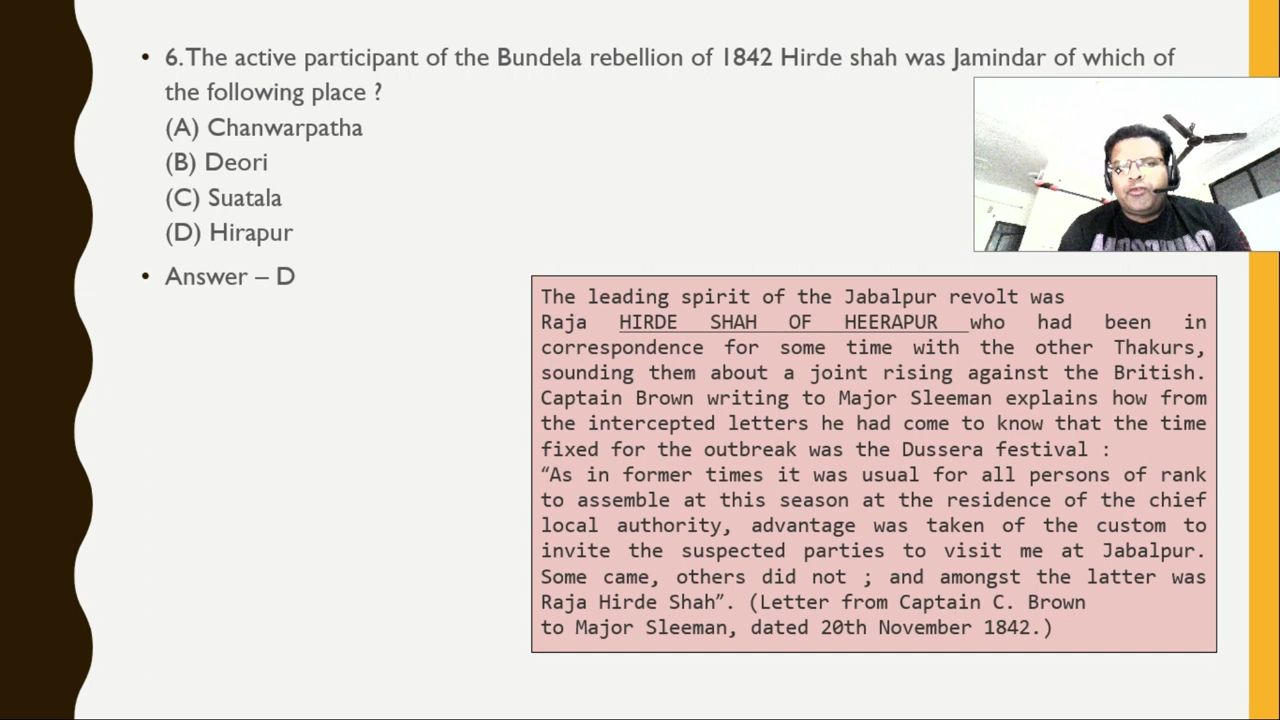 • 6.The active participant of the Bundela rebellion of 1842 Hirde shah was Jamindar of which of
the following place ?
(A) Chanwarpatha
(B) Deori
(C) Suatala
(D) Hirapur
• Answer – D
The leading spirit of the Jabalpur revolt was
Raja HIRDE SHAH OF HEERAPUR who had been in
correspondence for some time with the other Thakurs,
sounding them about a joint rising against the British.
Captain Brown writing to Major Sleeman explains how from
the intercepted letters he had come to know that the time
fixed for the outbreak was the Dussera festival :
“As in former times it was usual for all persons of rank
to assemble at this season at the residence of the chief
local authority, advantage was taken of the custom to
invite the suspected parties to visit me at Jabalpur.
Some came, others did not ; and amongst the latter was
Raja Hirde Shah”. (Letter from Captain C. Brown
to Major Sleeman, dated 20th November 1842.)